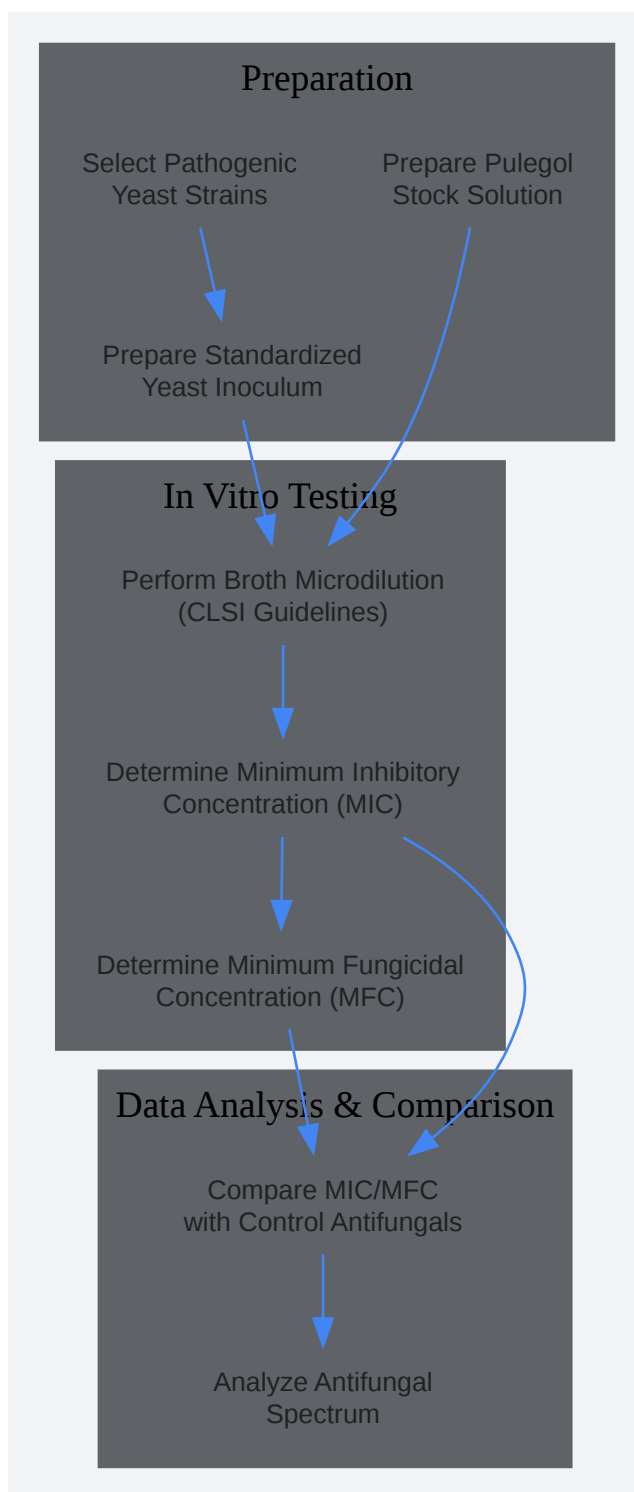 Preparation
Select Pathogenic
Yeast Strains
Prepare Pulegol
Stock Solution
Prepare Standardized
Yeast Inoculum
In Vitro Testing
Perform Broth Microdilution
(CLSI Guidelines)
Determine Minimum Inhibitory
Concentration (MIC)
Determine Minimum Fungicidal
Concentration (MFC)
Data Analysis & Comparison
Compare MIC/MFC
with Control Antifungals
Analyze Antifungal
Spectrum